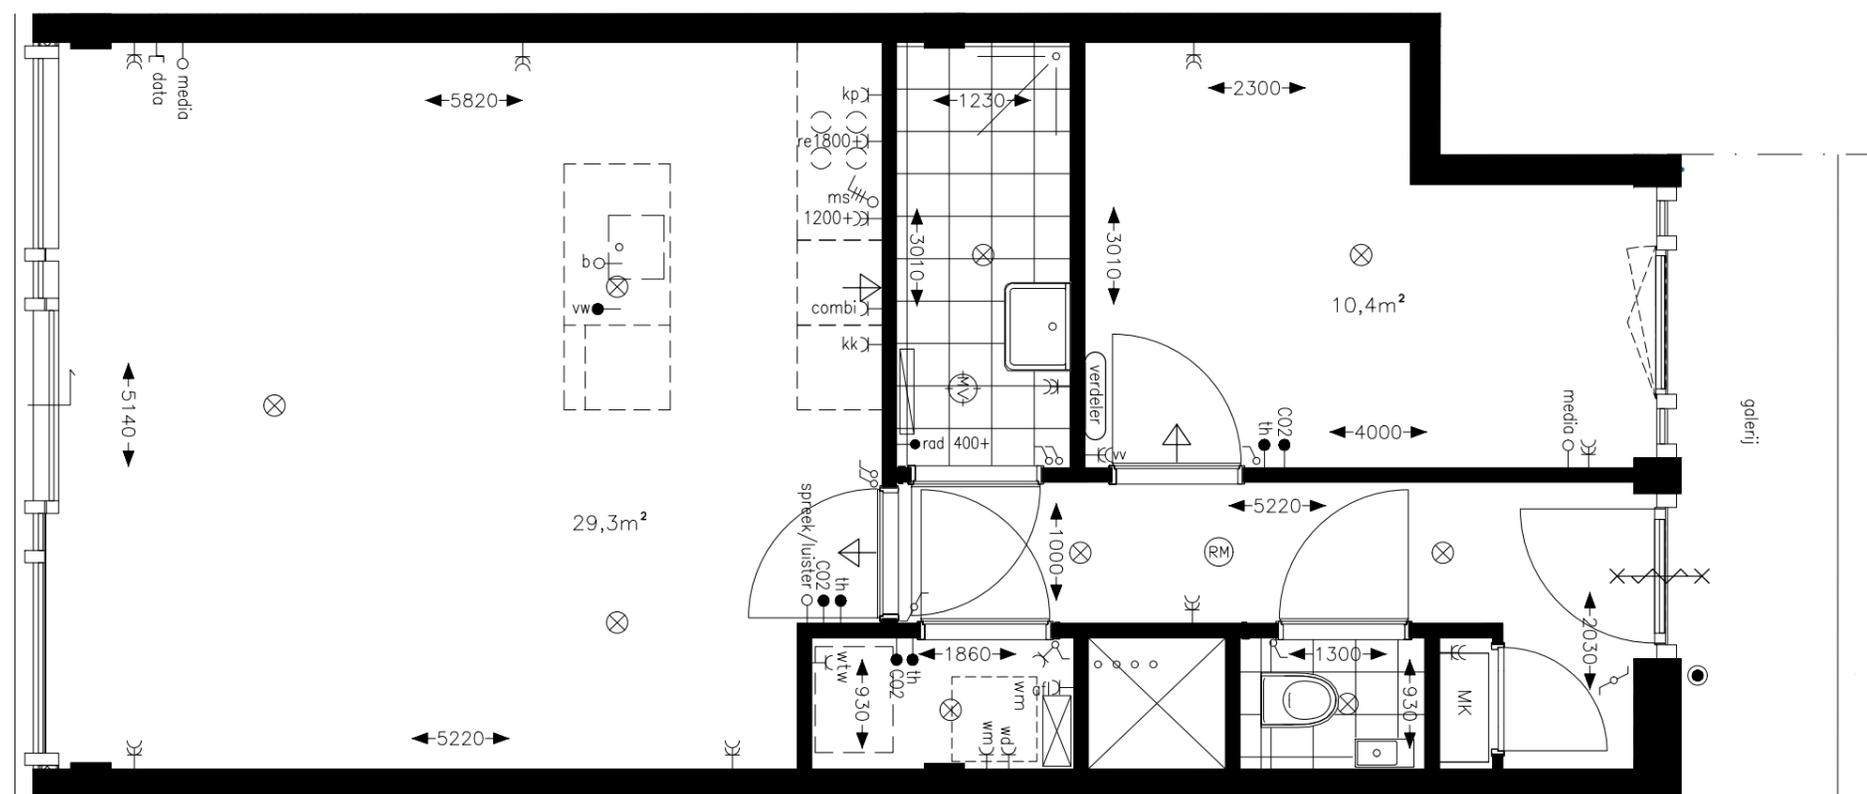 data
media
5820
kp
re1800+
ms
1200+
combi
kk
b
vw
5140
29,3m²
5220
spreek/luister
CO2
th
1230
3010
MV
rad 400+
2300
3010
10,4m²
verdeler
vv
th
CO2
4000
media
galerij
5220
1000
RM
2030
wtw
930
CO2
th
1860
wm
wm
wd
1300
930
MK